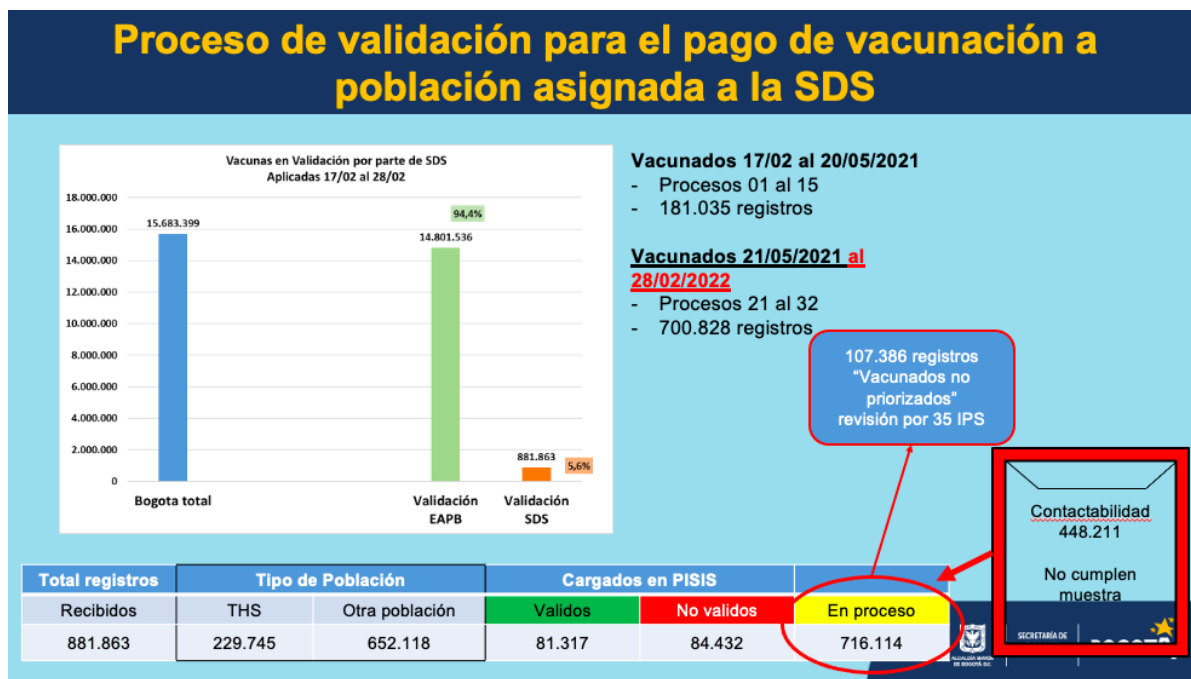 Proceso de validación para el pago de vacunación a
población asignada a la SDS
Vacunas en Validación por parte de SDS
Aplicadas 17/02 al 28/02
18.000.000
16.000.000
14.000.000
12.000.000
10.000.000
8.000.000
6.000.000
4.000.000
2.000.000
0
15.683.399
94,4%
14.801.536
881.863
5,6%
Bogota total
Validación
EAPB
Validación
SDS
Vacunados 17/02 al 20/05/2021
- Procesos 01 al 15
- 181.035 registros
Vacunados 21/05/2021 al
28/02/2022
- Procesos 21 al 32
- 700.828 registros
107.386 registros
“Vacunados no
priorizados”
revisión por 35 IPS
Contactabilidad
448.211
No cumplen
muestra
Total registros Tipo de Población Cargados en PISIS
Recibidos THS Otra población Validos No validos En proceso
881.863 229.745 652.118 81.317 84.432 716.114
ALCALDÍA MAYOR
DE BOGOTÁ D.C.
SECRETARÍA DE